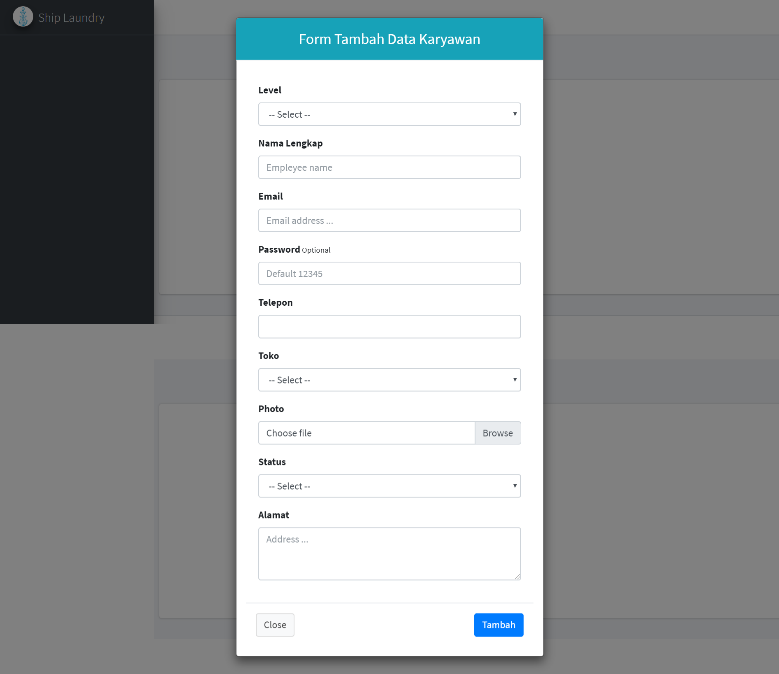 Ship Laundry
Form Tambah Data Karyawan
Level
-- Select --
Nama Lengkap
Employee name
Email
Email address ...
Password Optional
Default 12345
Telepon
Toko
-- Select --
Photo
Choose file Browse
Status
-- Select --
Alamat
Address ...
Close Tambah